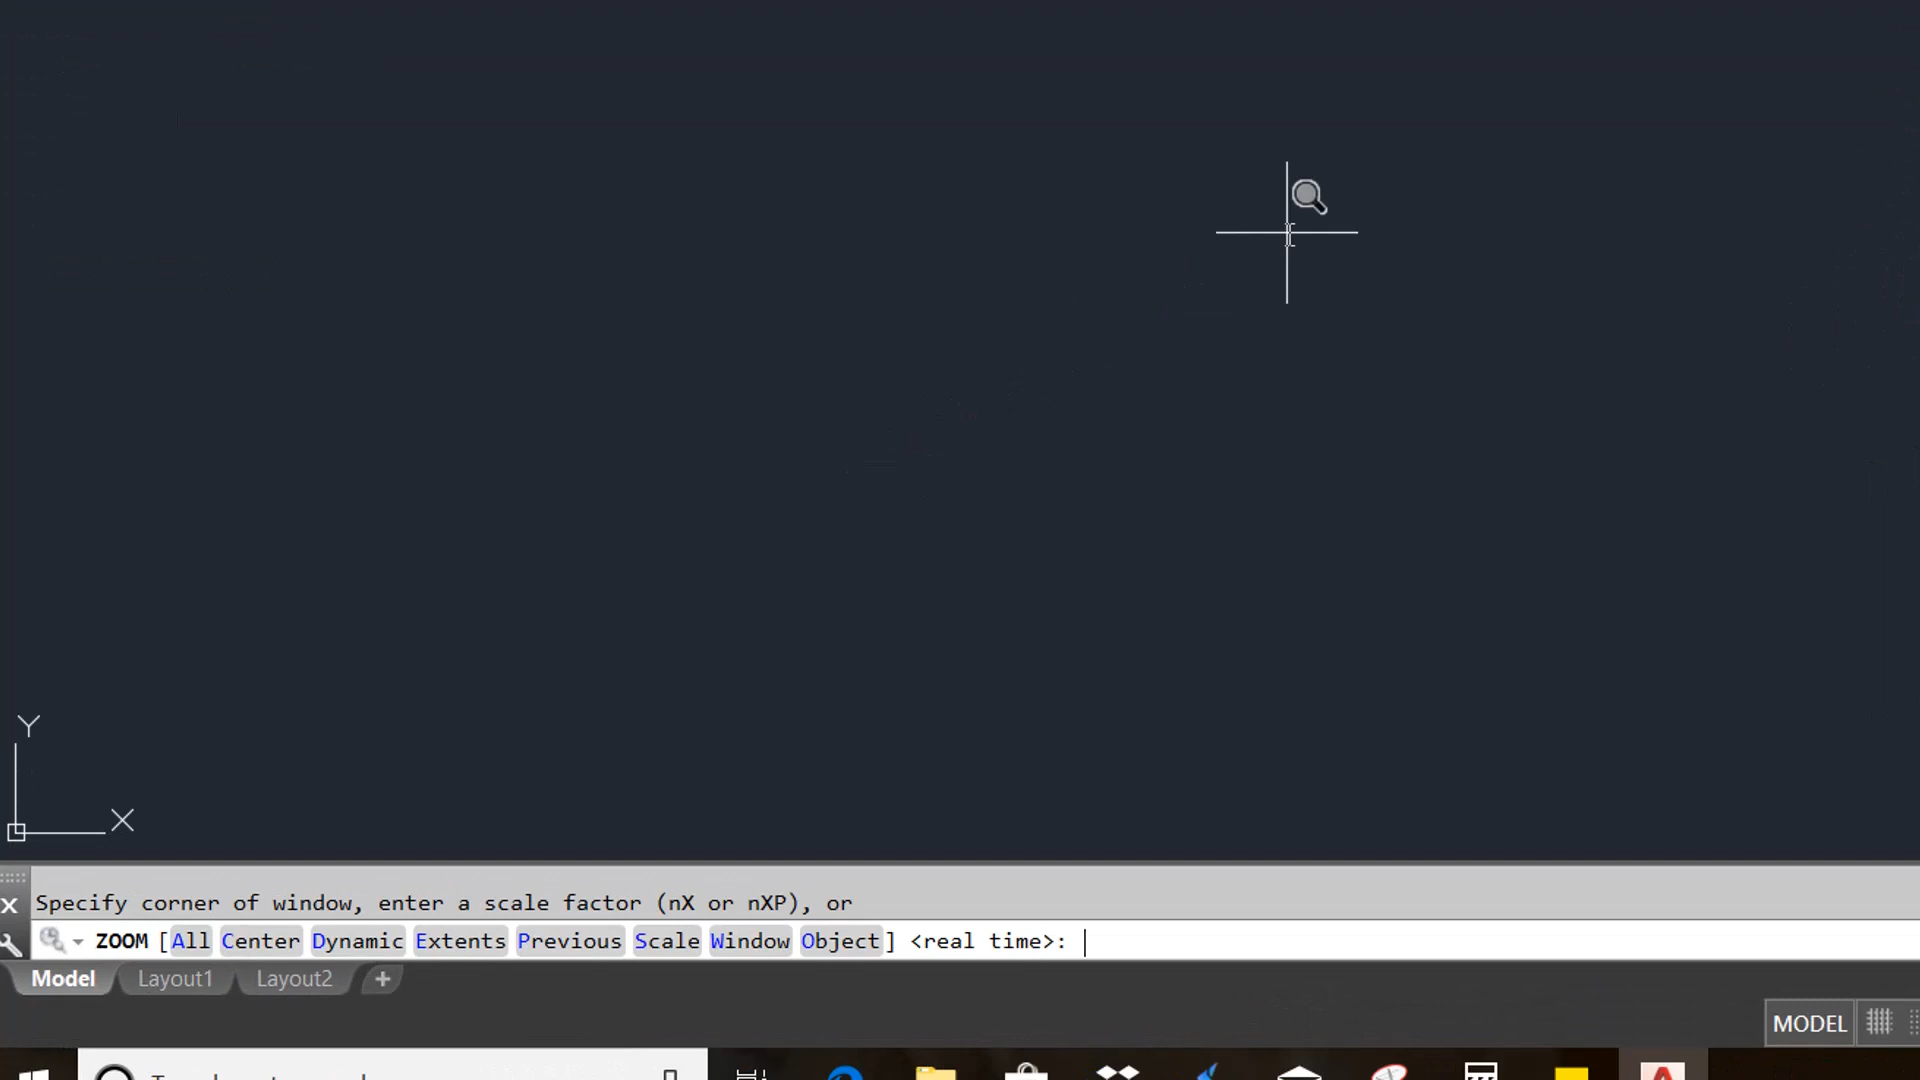 Y
X
Specify corner of window, enter a scale factor (nX or nXP), or
ZOOM [All Center Dynamic Extents Previous Scale Window Object] <real time>:
Model Layout1 Layout2 +
MODEL